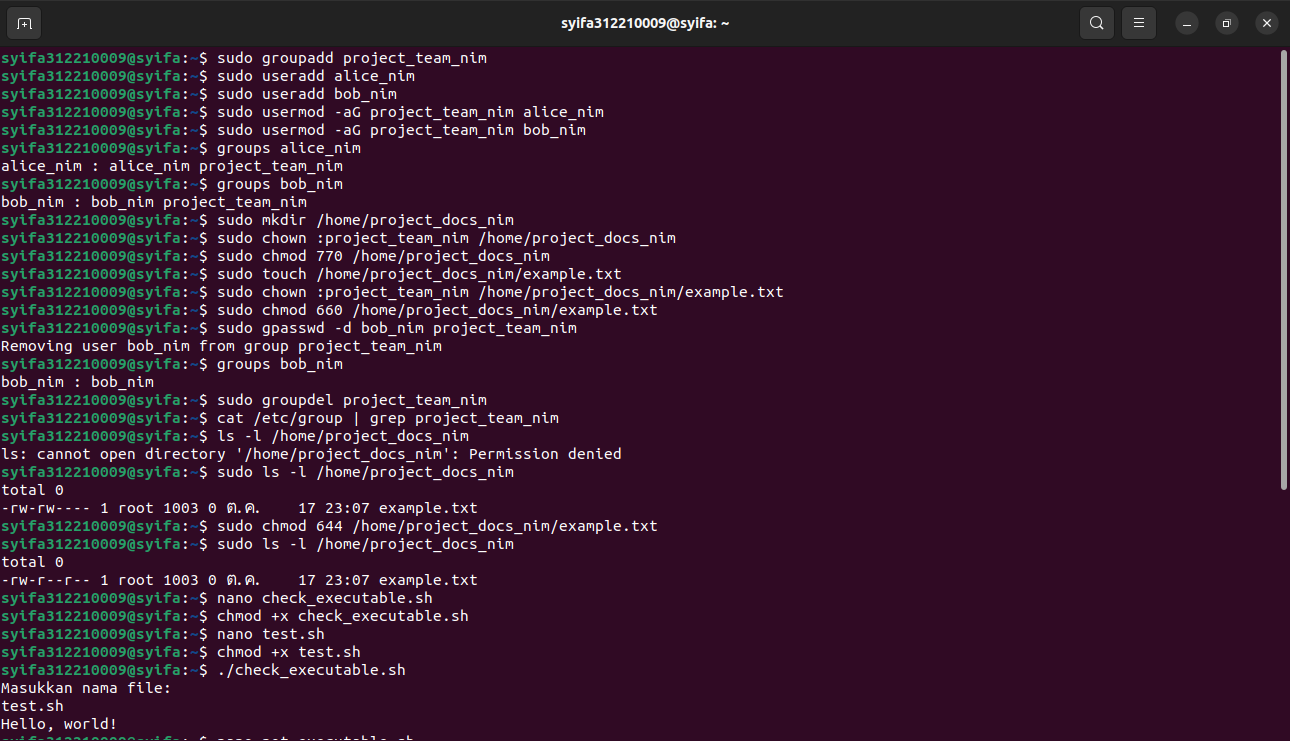 syifa312210009@syifa: ~
syifa312210009@syifa:~$ sudo groupadd project_team_nim
syifa312210009@syifa:~$ sudo useradd alice_nim
syifa312210009@syifa:~$ sudo useradd bob_nim
syifa312210009@syifa:~$ sudo usermod -aG project_team_nim alice_nim
syifa312210009@syifa:~$ sudo usermod -aG project_team_nim bob_nim
syifa312210009@syifa:~$ groups alice_nim
alice_nim : alice_nim project_team_nim
syifa312210009@syifa:~$ groups bob_nim
bob_nim : bob_nim project_team_nim
syifa312210009@syifa:~$ sudo mkdir /home/project_docs_nim
syifa312210009@syifa:~$ sudo chown :project_team_nim /home/project_docs_nim
syifa312210009@syifa:~$ sudo chmod 770 /home/project_docs_nim
syifa312210009@syifa:~$ sudo touch /home/project_docs_nim/example.txt
syifa312210009@syifa:~$ sudo chown :project_team_nim /home/project_docs_nim/example.txt
syifa312210009@syifa:~$ sudo chmod 660 /home/project_docs_nim/example.txt
syifa312210009@syifa:~$ sudo gpasswd -d bob_nim project_team_nim
Removing user bob_nim from group project_team_nim
syifa312210009@syifa:~$ groups bob_nim
bob_nim : bob_nim
syifa312210009@syifa:~$ sudo groupdel project_team_nim
syifa312210009@syifa:~$ cat /etc/group | grep project_team_nim
syifa312210009@syifa:~$ ls -l /home/project_docs_nim
ls: cannot open directory '/home/project_docs_nim': Permission denied
syifa312210009@syifa:~$ sudo ls -l /home/project_docs_nim
total 0
-rw-rw---- 1 root 1003 0 ต.ค.    17 23:07 example.txt
syifa312210009@syifa:~$ sudo chmod 644 /home/project_docs_nim/example.txt
syifa312210009@syifa:~$ sudo ls -l /home/project_docs_nim
total 0
-rw-r--r-- 1 root 1003 0 ต.ค.    17 23:07 example.txt
syifa312210009@syifa:~$ nano check_executable.sh
syifa312210009@syifa:~$ chmod +x check_executable.sh
syifa312210009@syifa:~$ nano test.sh
syifa312210009@syifa:~$ chmod +x test.sh
syifa312210009@syifa:~$ ./check_executable.sh
Masukkan nama file:
test.sh
Hello, world!